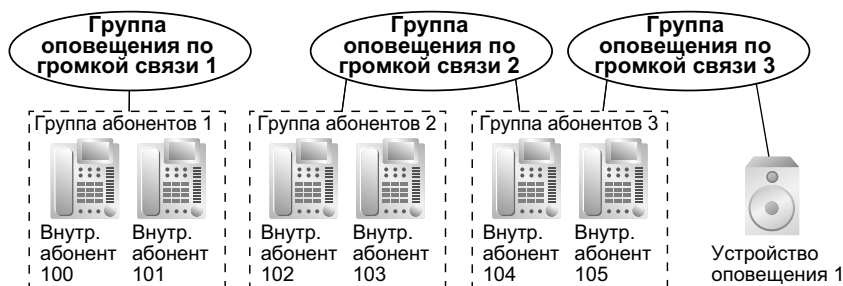 Группа
оповещения по
громкой связи 1
Группа
оповещения по
громкой связи 2
Группа
оповещения по
громкой связи 3
Группа абонентов 1
Группа абонентов 2
Группа абонентов 3
Внутр.
абонент
100
Внутр.
абонент
101
Внутр.
абонент
102
Внутр.
абонент
103
Внутр.
абонент
104
Внутр.
абонент
105
Устройство
оповещения 1